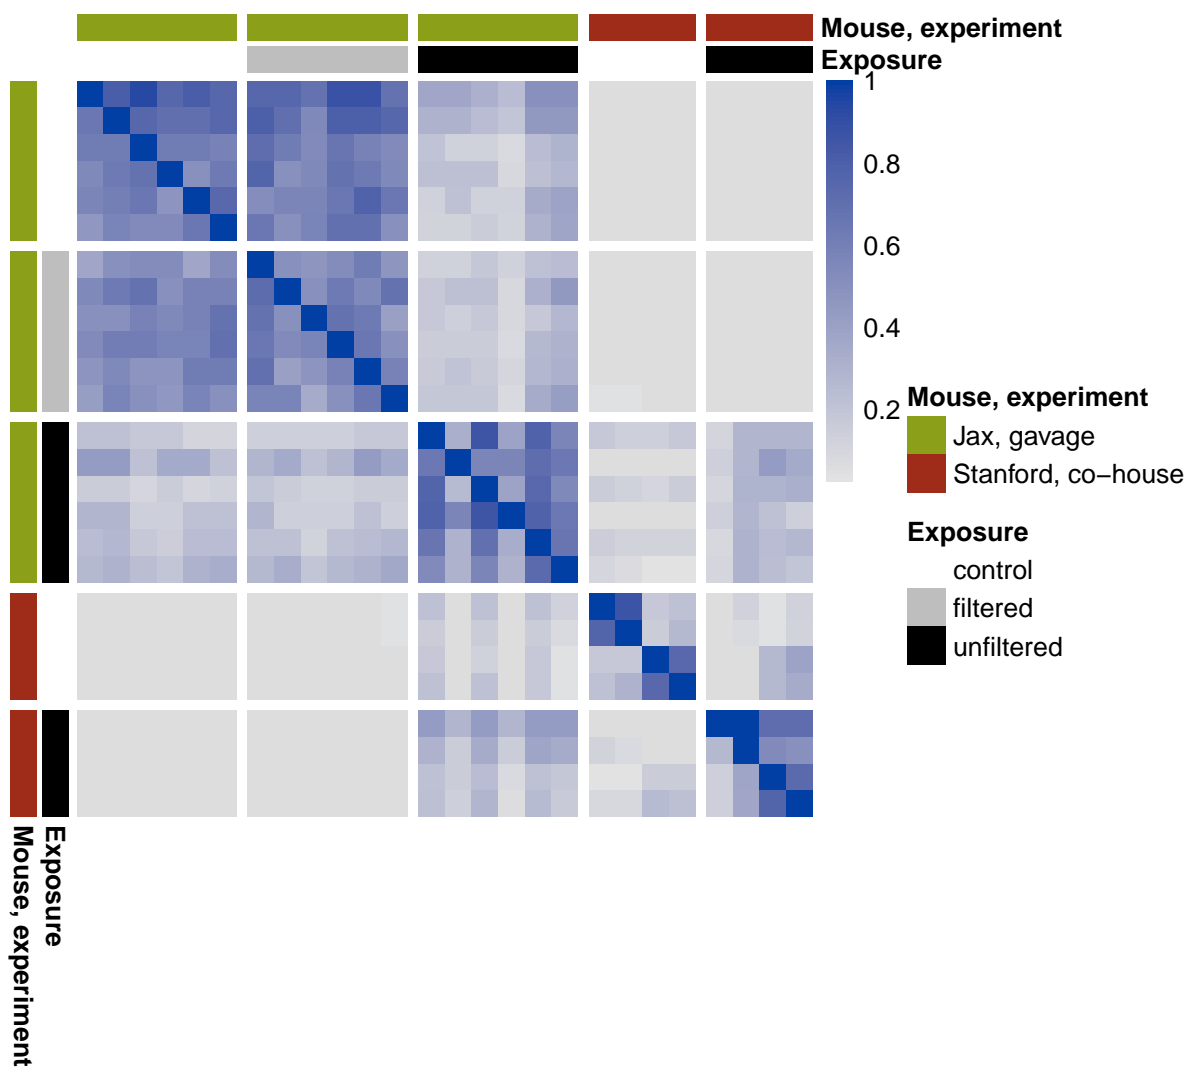 Mouse, experiment
Exposure
1
0.8
0.6
0.4
0.2
Mouse, experiment
Jax, gavage
Stanford, co−house
Exposure
control
filtered
unfiltered
Mouse, experiment
Exposure